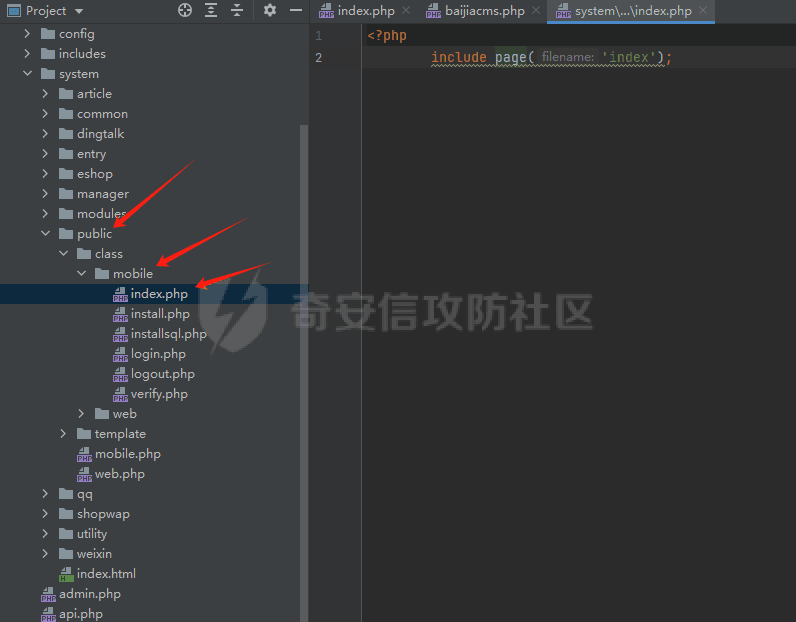 Project
config
includes
system
article
common
dingtalk
entry
eshop
manager
modules
public
class
mobile
index.php
install.php
installsql.php
login.php
logout.php
verify.php
web
template
mobile.php
web.php
qq
shopwap
utility
weixin
index.html
admin.php
api.php
index.php baijiacms.php system\...\index.php
1 <?php
2 include page( filename: 'index');
奇安信攻防社区